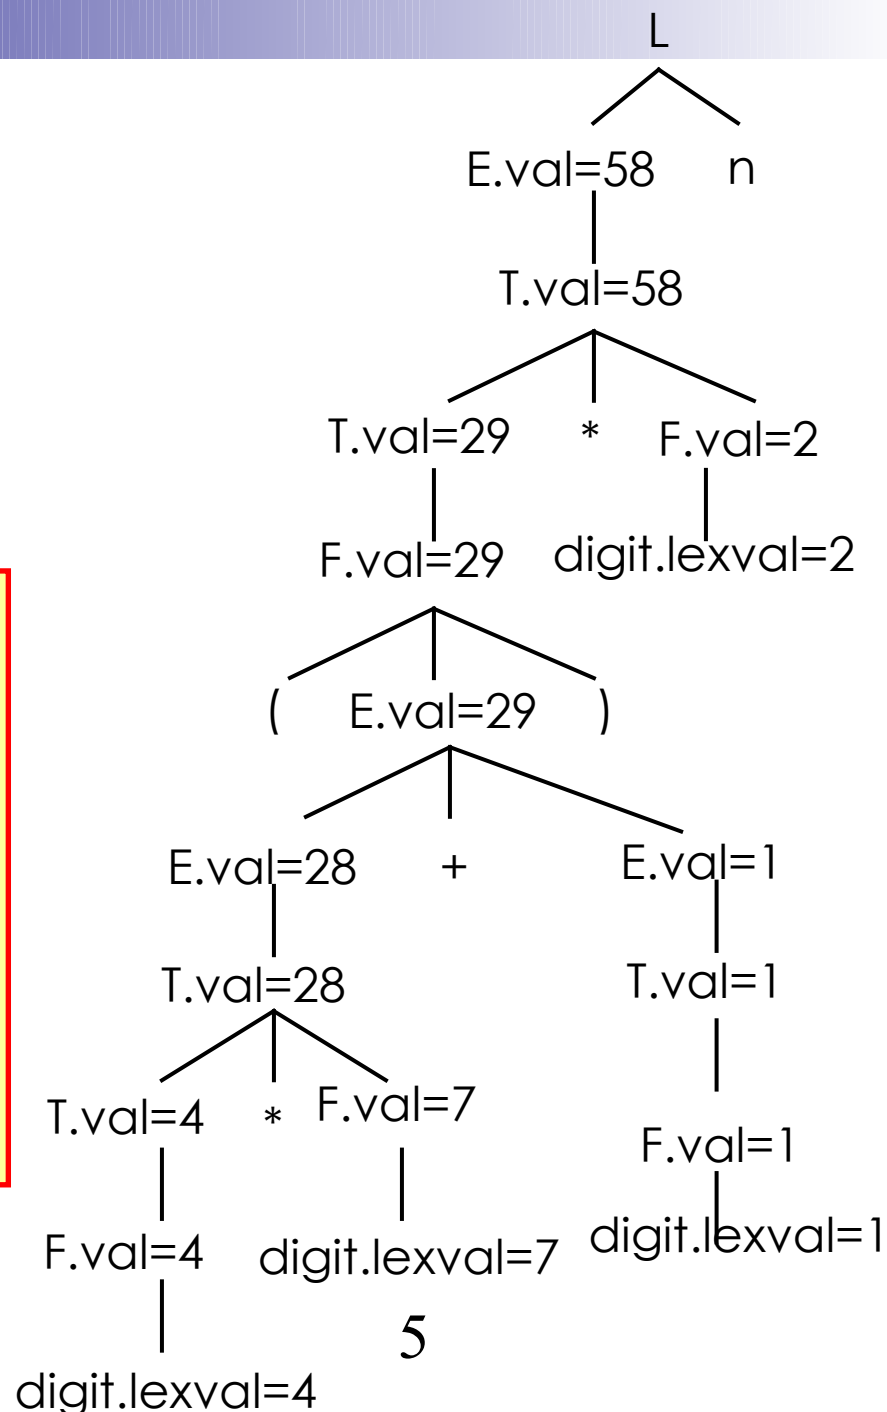 L
E.val=58 n
T.val=58
T.val=29 * F.val=2
F.val=29 digit.lexval=2
( E.val=29 )
E.val=28 + E.val=1
T.val=28 T.val=1
T.val=4 * F.val=7
F.val=1
F.val=4 digit.lexval=7 digit.lexval=1
5
digit.lexval=4